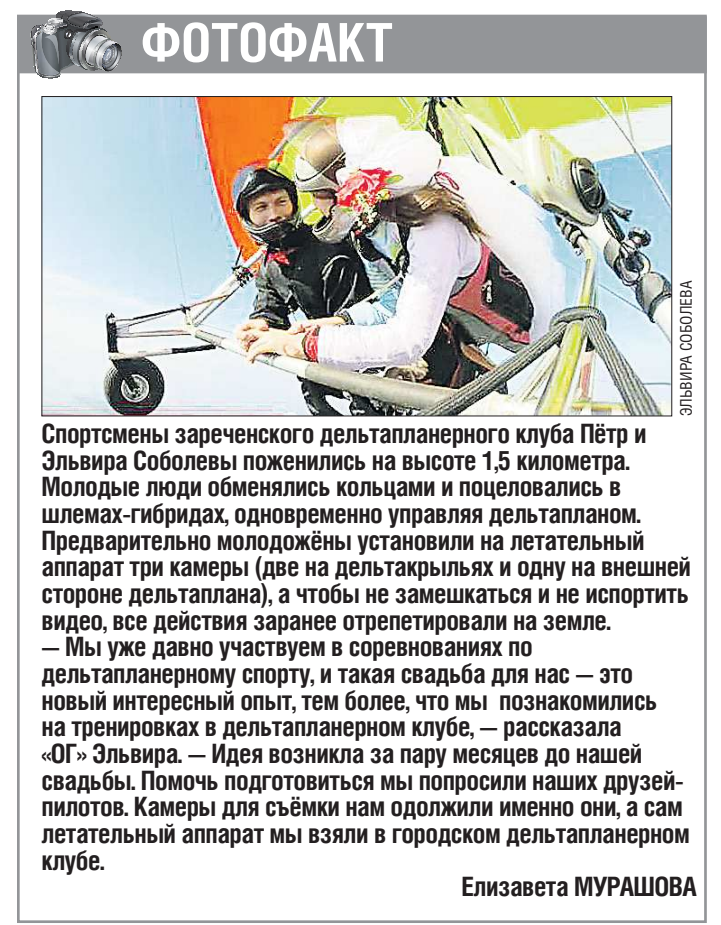 ФОТОФАКТ
ЭЛЬВИРА СОБОЛЕВА
Спортсмены зареченского дельтапланерного клуба Пётр и
Эльвира Соболевы поженились на высоте 1,5 километра.
Молодые люди обменялись кольцами и поцеловались в
шлемах-гибридах, одновременно управляя дельтапланом.
Предварительно молодожёны установили на летательный
аппарат три камеры (две на дельтакрыльях и одну на внешней
стороне дельтаплана), а чтобы не замешкаться и не испортить
видео, все действия заранее отрепетировали на земле.
— Мы уже давно участвуем в соревнованиях по
дельтапланерному спорту, и такая свадьба для нас — это
новый интересный опыт, тем более, что мы познакомились
на тренировках в дельтапланерном клубе, — рассказала
«ОГ» Эльвира. — Идея возникла за пару месяцев до нашей
свадьбы. Помочь подготовиться мы попросили наших друзей-
пилотов. Камеры для съёмки нам одолжили именно они, а сам
летательный аппарат мы взяли в городском дельтапланерном
клубе.
Елизавета МУРАШОВА